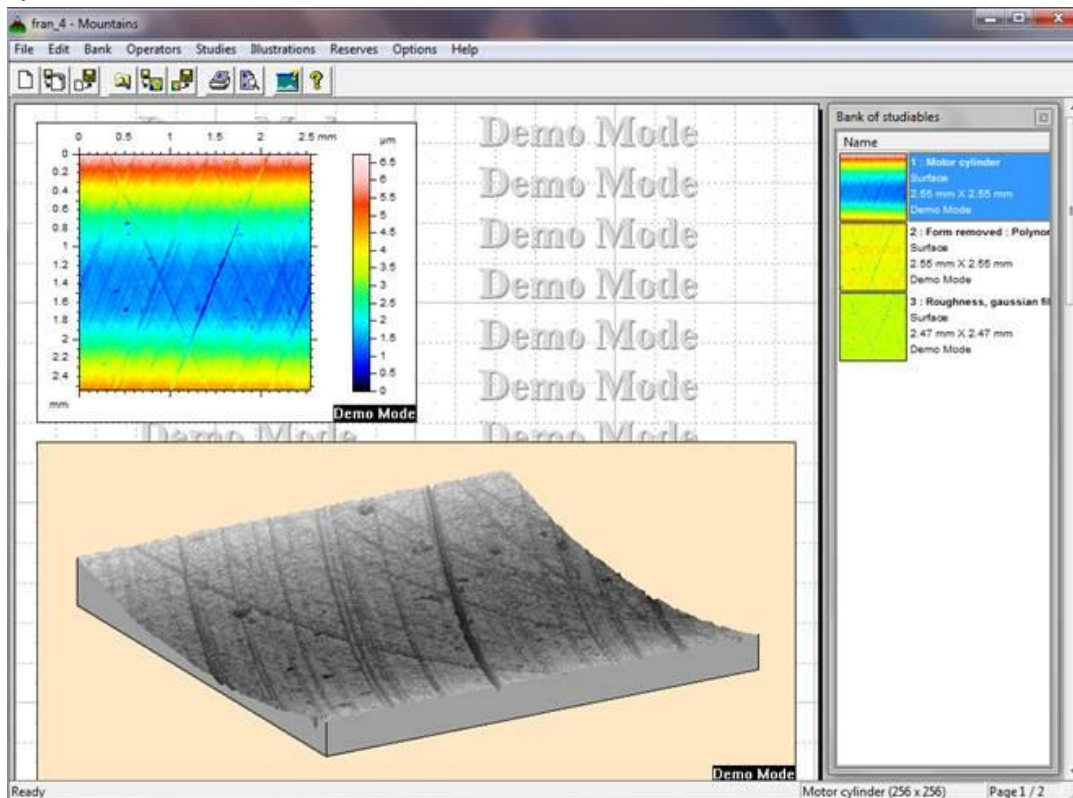 fran_4 - Mountains
File Edit Bank Operators Studies Illustrations Reserves Options Help
0 0.5 1 1.5 2 2.5 mm
µm
0
0.2
0.4
0.6
0.8
1
1.2
1.4
1.6
1.8
2
2.2
2.4
mm
6.5
6
5.5
5
4.5
4
3.5
3
2.5
2
1.5
1
0.5
0
Demo Mode
Demo Mode
Demo Mode
Demo Mode
Demo Mode
Demo Mode
Demo Mode
Demo Mode Demo Mode
Demo Mode
Bank of studiables
Name
1 : Motor cylinder
Surface
2.55 mm X 2.55 mm
Demo Mode
2 : Form removed : Polynor
Surface
2.55 mm X 2.55 mm
Demo Mode
3 : Roughness, gaussian fil
Surface
2.47 mm X 2.47 mm
Demo Mode
Ready
Motor cylinder (256 x 256) Page 1 / 2